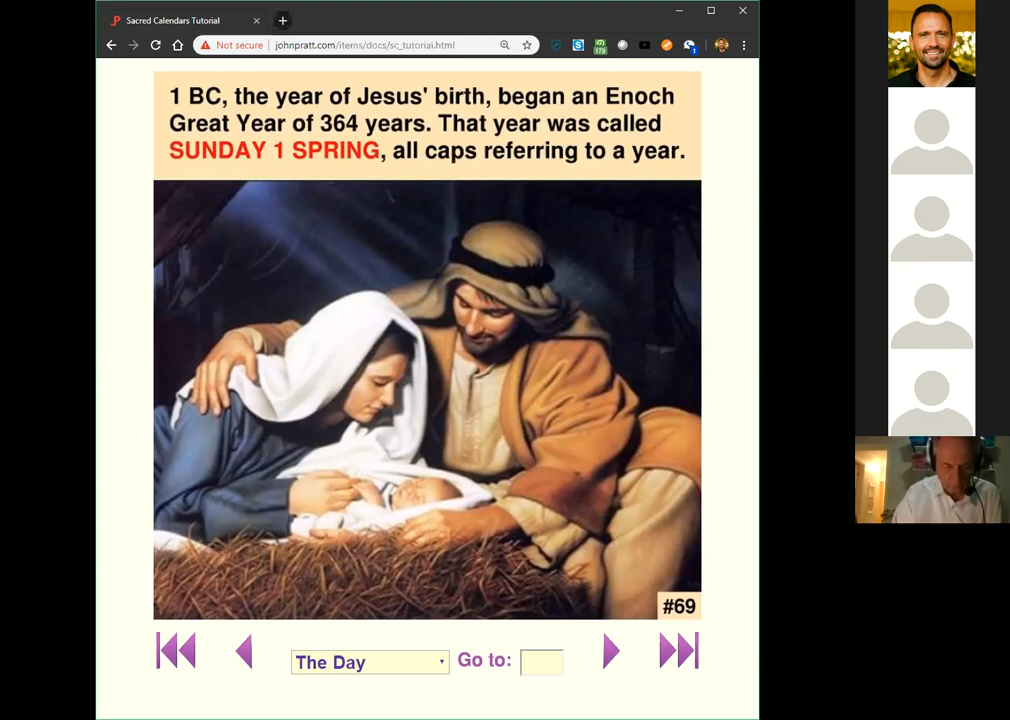 Sacred Calendars Tutorial
Not secure
johnpratt.com/items/docs/sc_tutorial.html
179
1
1 BC, the year of Jesus' birth, began an Enoch
Great Year of 364 years. That year was called
SUNDAY 1 SPRING, all caps referring to a year.
#69
The Day
Go to: